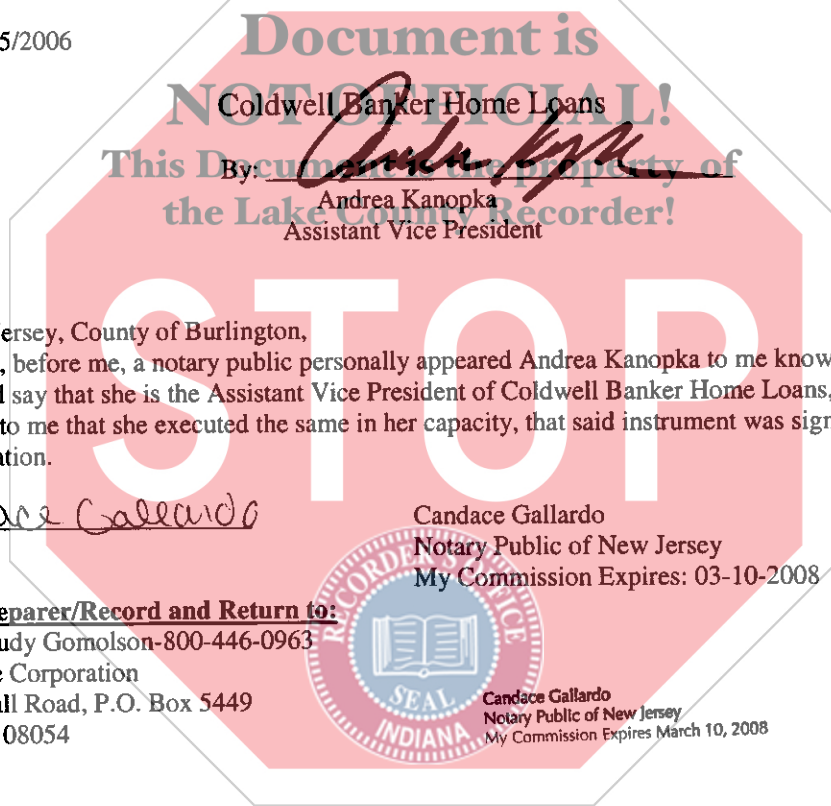 5/2006
Document is
NOT OFFICIAL!
Coldwell Banker Home Loans
This Document is the property of
By:
the Lake County Recorder!
Andrea Kanopka
Assistant Vice President
STOP
ersey, County of Burlington,
, before me, a notary public personally appeared Andrea Kanopka to me know
l say that she is the Assistant Vice President of Coldwell Banker Home Loans,
to me that she executed the same in her capacity, that said instrument was sign
ation.
ace Gallardo
Candace Gallardo
Notary Public of New Jersey
My Commission Expires: 03-10-2008
eparer/Record and Return to:
udy Gomolson-800-446-0963
e Corporation
all Road, P.O. Box 5449
08054
RECORDER'S OFFICE
SEAL
INDIANA
Candace Gallardo
Notary Public of New Jersey
My Commission Expires March 10, 2008